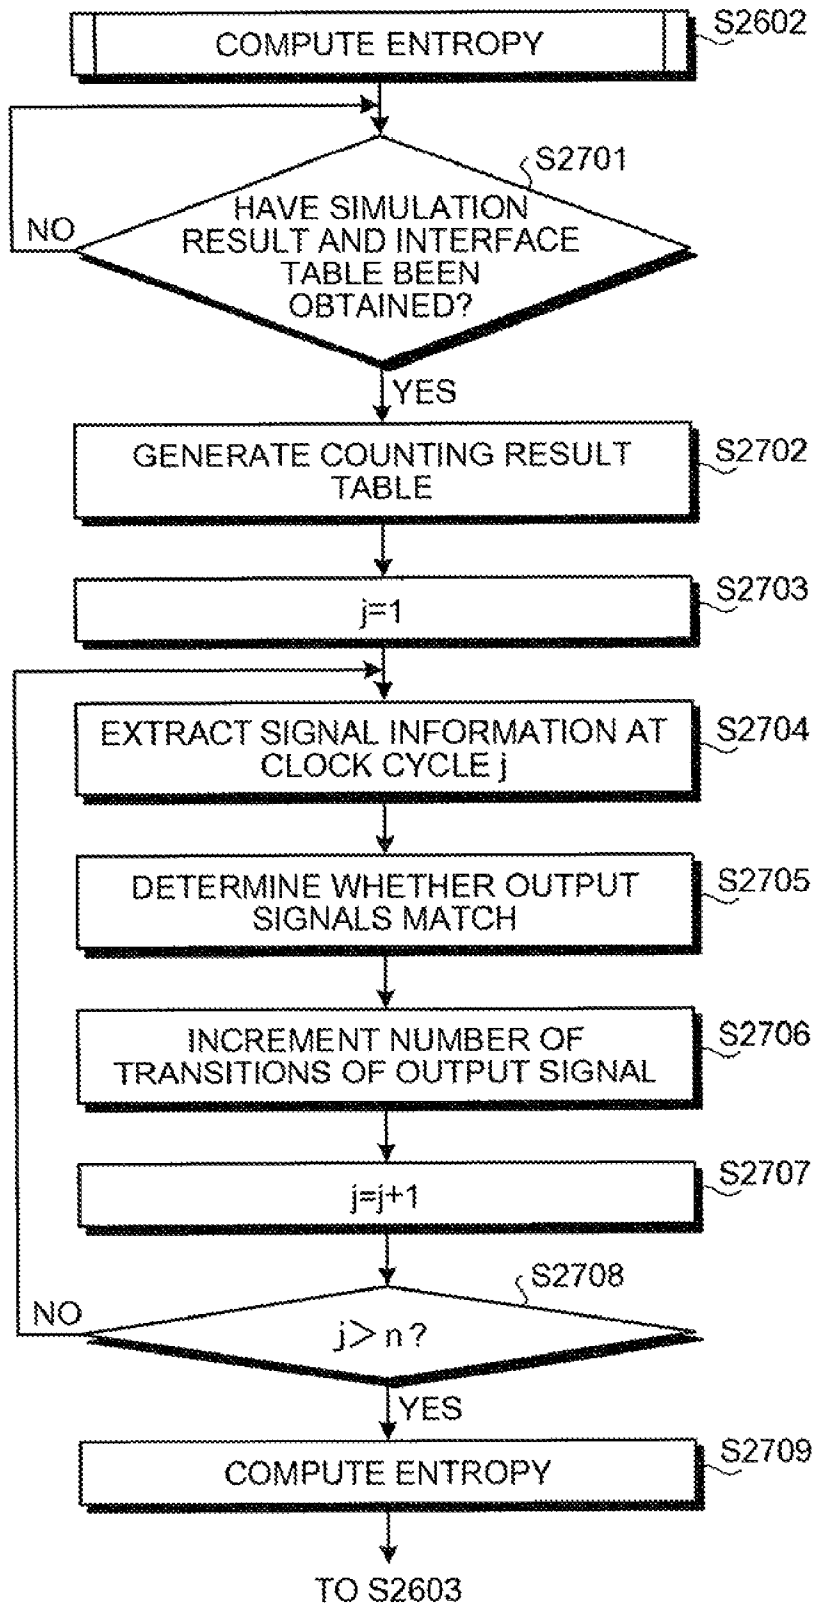 S2602
COMPUTE ENTROPY
S2701
HAVE SIMULATION
RESULT AND INTERFACE
TABLE BEEN
OBTAINED?
NO
YES
S2702
GENERATE COUNTING RESULT
TABLE
S2703
j=1
S2704
EXTRACT SIGNAL INFORMATION AT
CLOCK CYCLE j
S2705
DETERMINE WHETHER OUTPUT
SIGNALS MATCH
S2706
INCREMENT NUMBER OF
TRANSITIONS OF OUTPUT SIGNAL
S2707
j=j+1
S2708
NO
j>n?
YES
S2709
COMPUTE ENTROPY
TO S2603